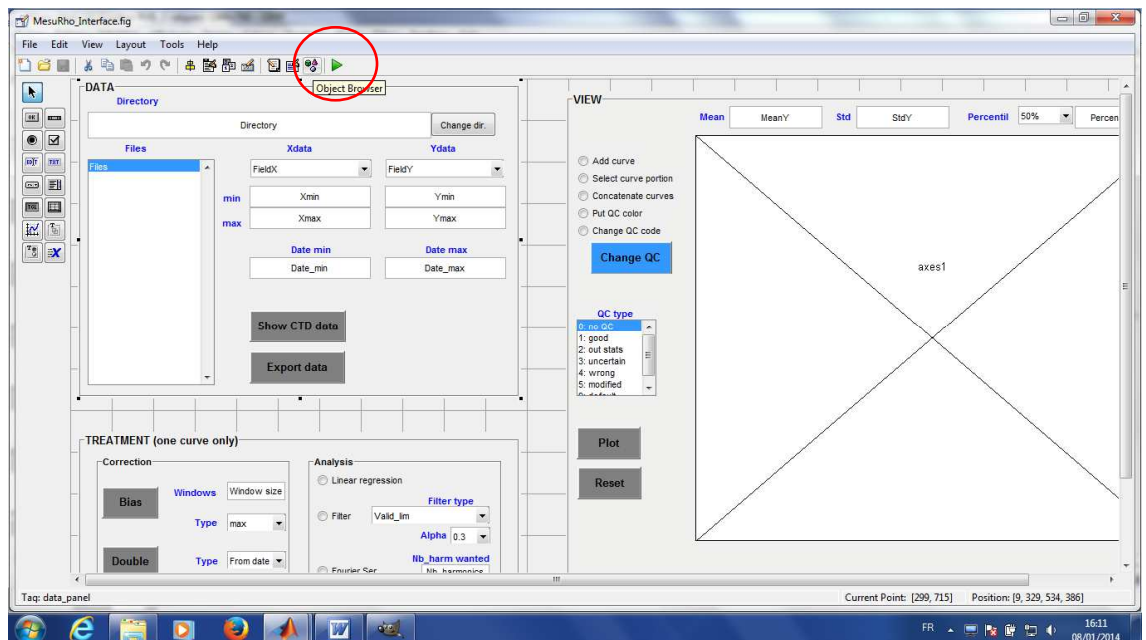 MesuRho_Interface.fig
File Edit View Layout Tools Help
Object Browser
DATA
Directory
Directory
Change dir.
Files
Xdata
Ydata
Files
FieldX
FieldY
min
Xmin
Ymin
max
Xmax
Ymax
Date min
Date max
Date_min
Date_max
Show CTD data
Export data
VIEW
Mean
MeanY
Std
StdY
Percentil
50%
Percen
Add curve
Select curve portion
Concatenate curves
Put QC color
Change QC code
Change QC
axes1
QC type
0: no QC
1: good
2: out stats
3: uncertain
4: wrong
5: modified
Plot
Reset
TREATMENT (one curve only)
Correction
Bias
Windows
Window size
Type
max
Double
Type
From date
Analysis
Linear regression
Filter type
Filter
Valid_lim
Alpha
0.3
Nb_harm wanted
Fourier Ser
Nb_harmonics
Tag: data_panel
Current Point: [299, 715]
Position: [9, 329, 534, 386]
FR
16:11
08/01/2014